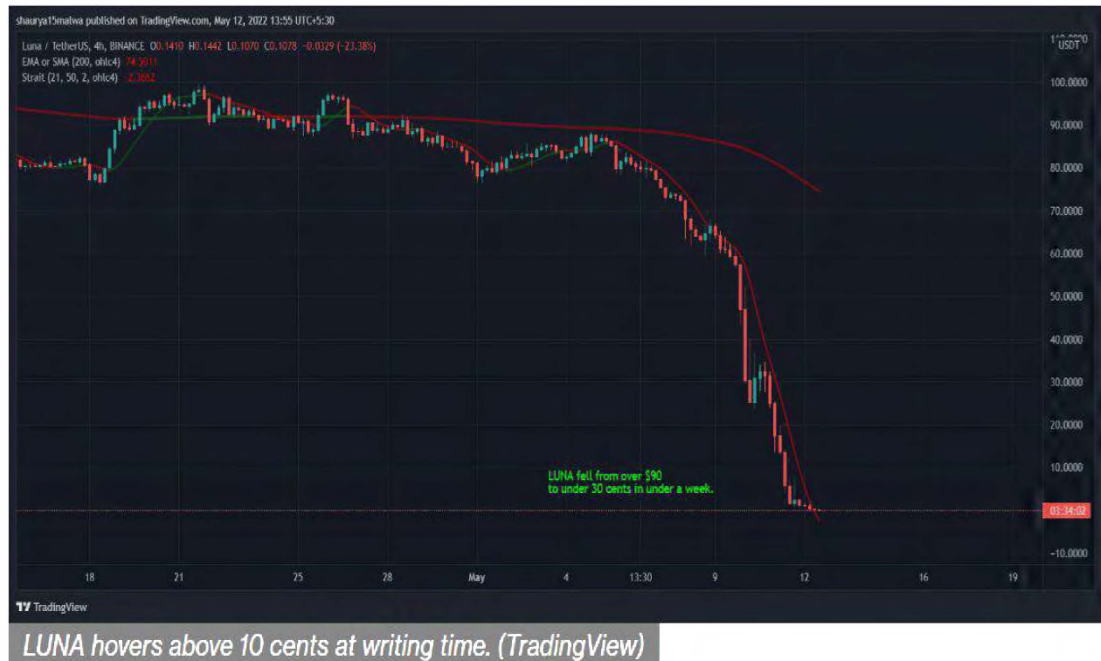 shaurya15malwa published on TradingView.com, May 12, 2022 13:55 UTC+5:30
Luna / TetherUS, 4h, BINANCE O0.1410 H0.1442 L0.1070 C0.1078 -0.0329 (-23.38%)
EMA or SMA (200, ohlc4) 74.5011
Strait (21, 50, 2, ohlc4) -2.3652
USDT
100.0000
90.0000
80.0000
70.0000
60.0000
50.0000
40.0000
30.0000
20.0000
10.0000
LUNA fell from over $90
to under 30 cents in under a week.
03:34:02
-10.0000
18 21 25 28 May 4 13:30 9 12 16 19
TradingView
LUNA hovers above 10 cents at writing time. (TradingView)